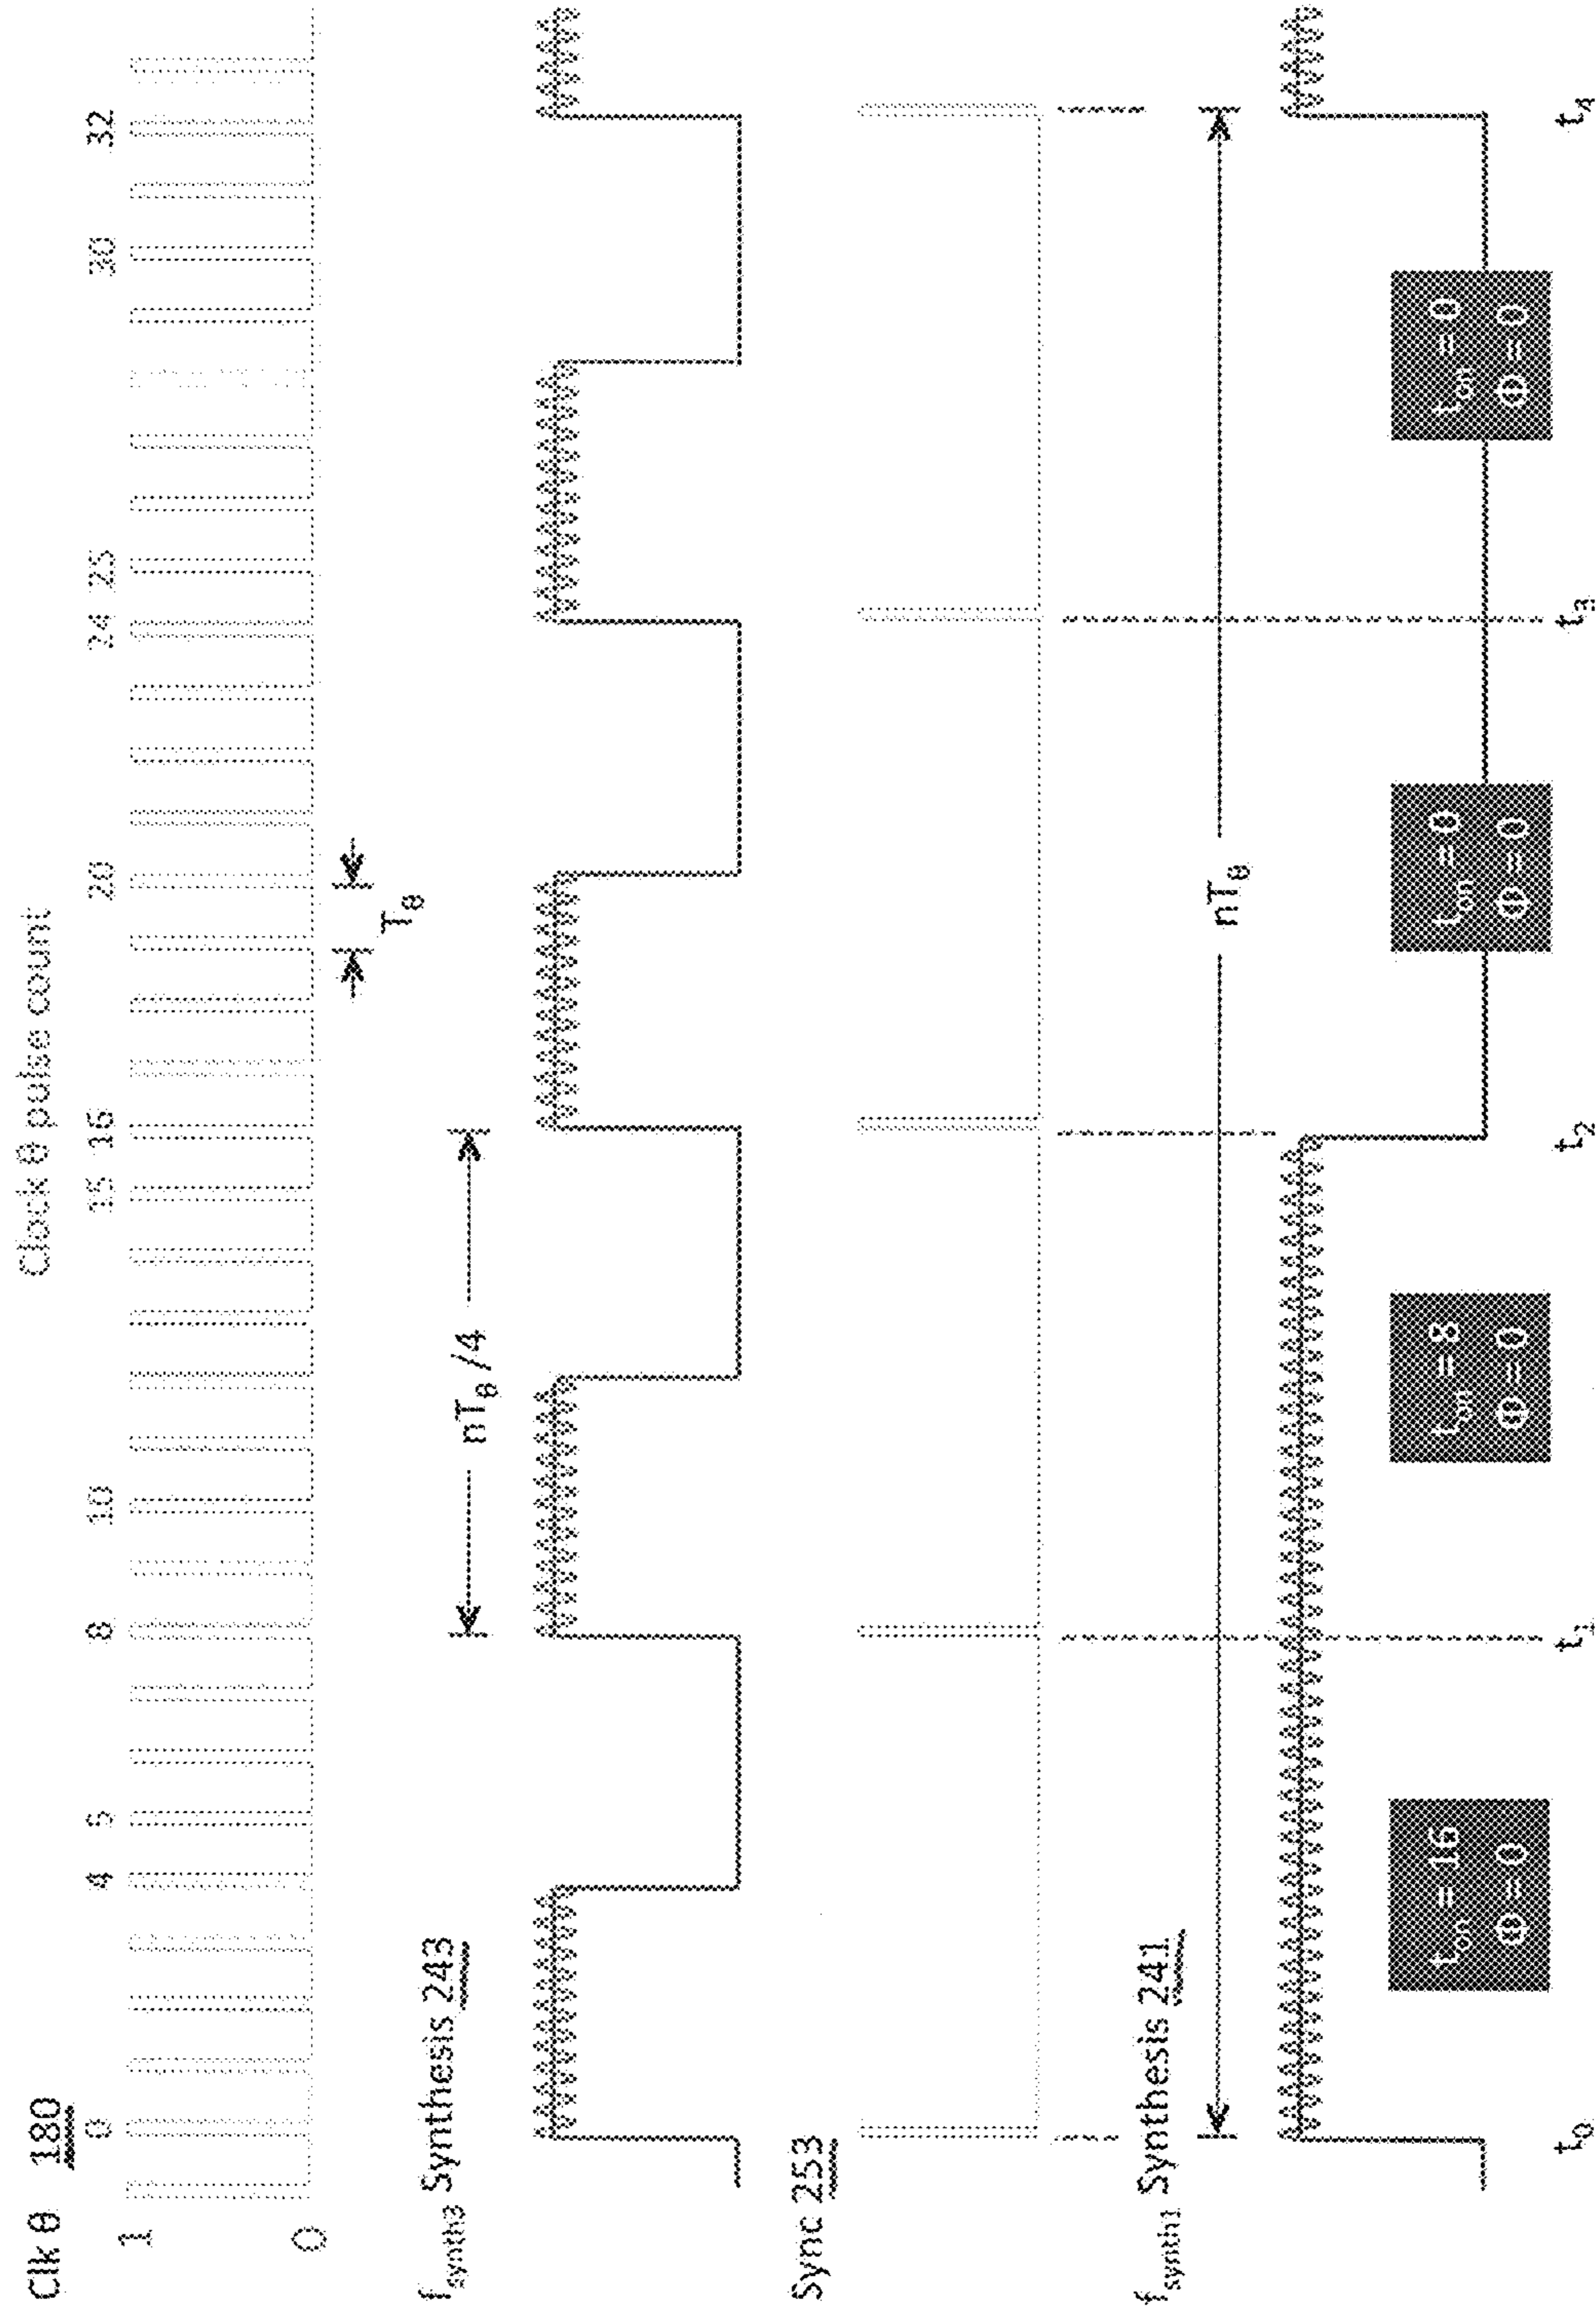 Clock θ pulse count
Clk θ 180
0 4 5 8 10 15 16 20 24 25 30 32
1
0
Tθ
fsynth3 Synthesis 243
nTθ /4
Sync 253
fsynth1 Synthesis 241
nTθ
ton = 16
Φ = 0
ton = 8
Φ = 0
ton = 0
Φ = 0
ton = 0
Φ = 0
t0 t1 t2 t3 t4